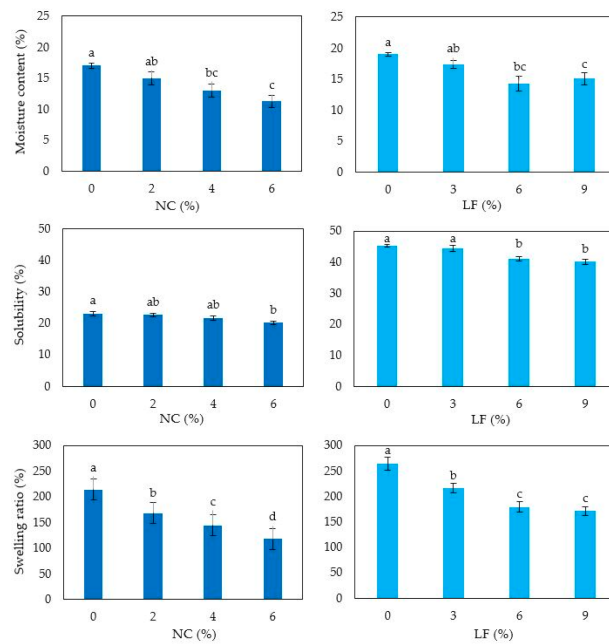 Moisture content (%)
25
20
15
10
5
0
a
ab
bc
c
0 2 4 6
NC (%)
25
20
15
10
5
0
a
ab
bc
c
0 3 6 9
LF (%)
Solubility (%)
50
40
30
20
10
0
a
ab
ab
b
0 2 4 6
NC (%)
50
40
30
20
10
0
a
a
b
b
0 3 6 9
LF (%)
Swelling ratio (%)
300
250
200
150
100
50
0
a
b
c
d
0 2 4 6
NC (%)
300
250
200
150
100
50
0
a
b
c
c
0 3 6 9
LF (%)